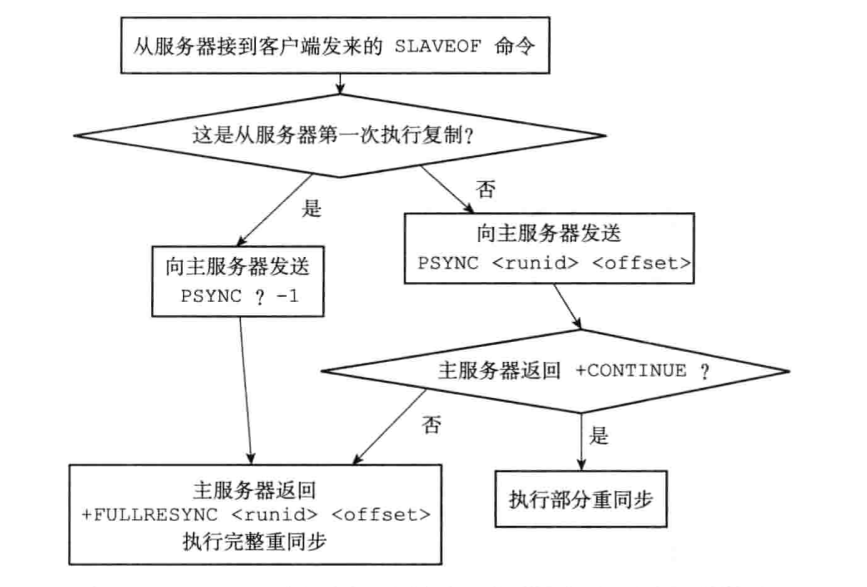 从服务器接到客户端发来的 SLAVEOF 命令
这是从服务器第一次执行复制?
是
否
向主服务器发送
PSYNC ? -1
向主服务器发送
PSYNC <runid> <offset>
主服务器返回 +CONTINUE ?
否
是
主服务器返回
+FULLRESYNC <runid> <offset>
执行完整重同步
执行部分重同步